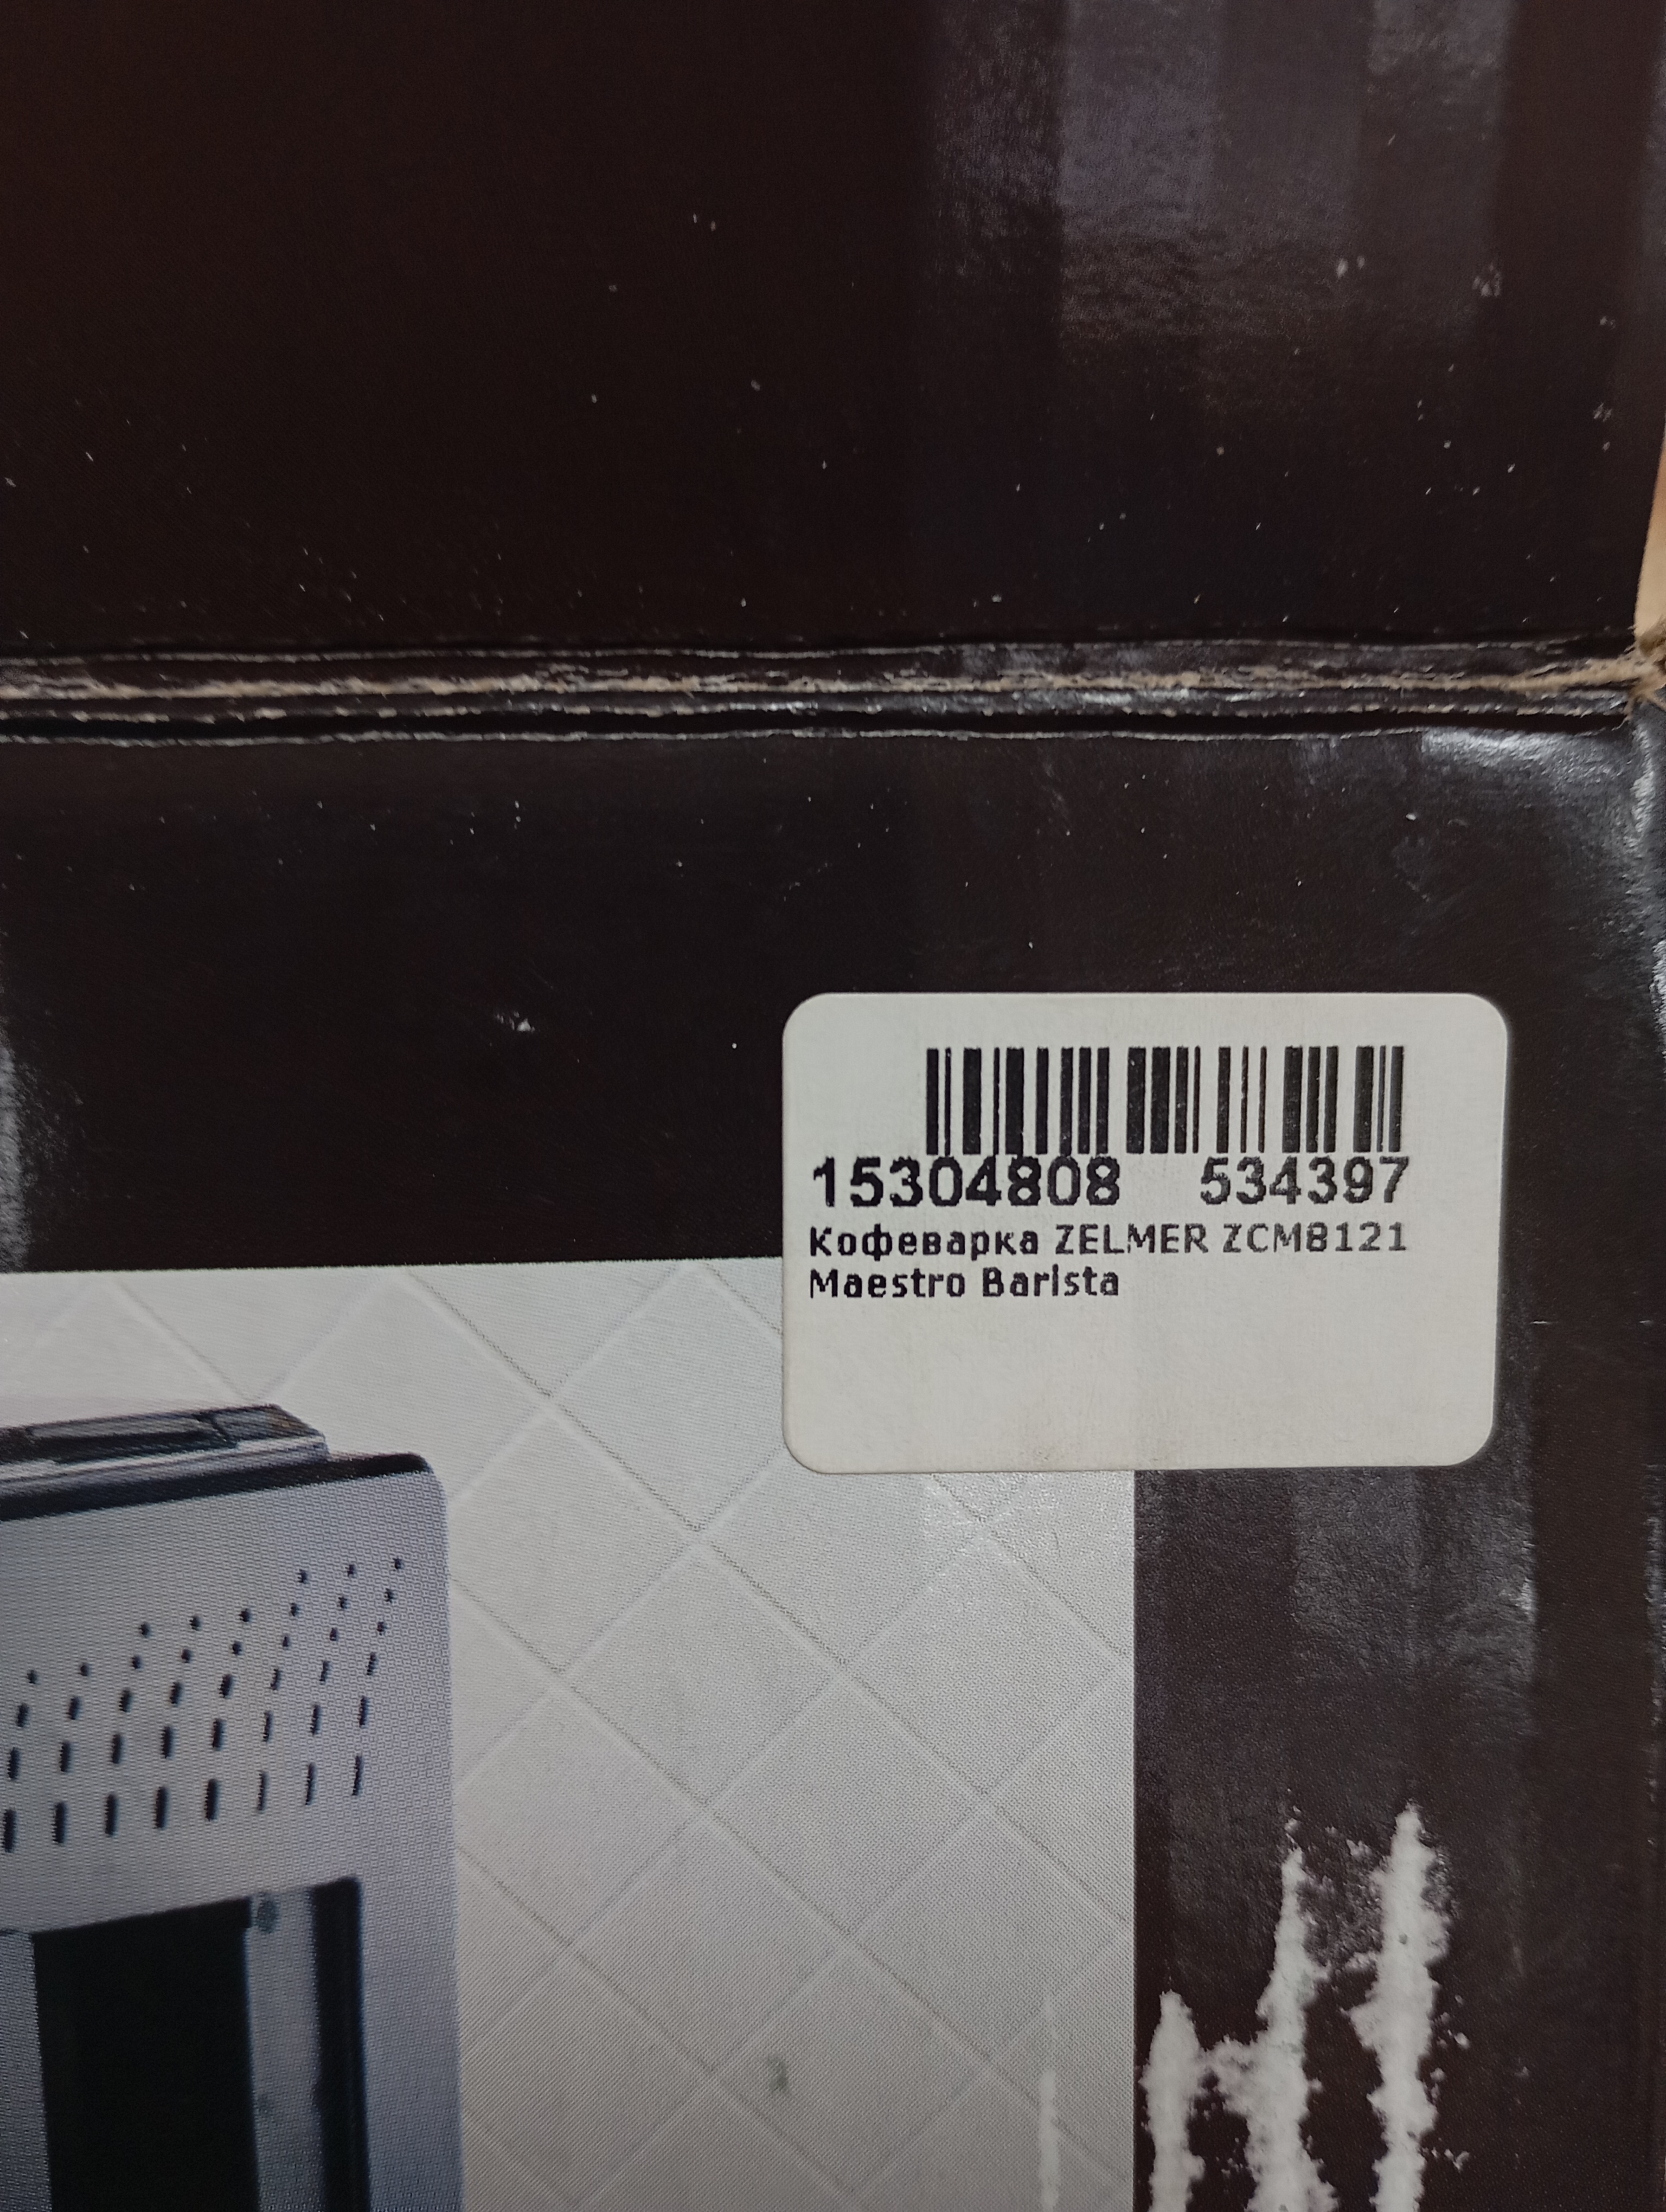 15304808 534397
Кофеварка ZELMER ZCM8121
Maestro Barista